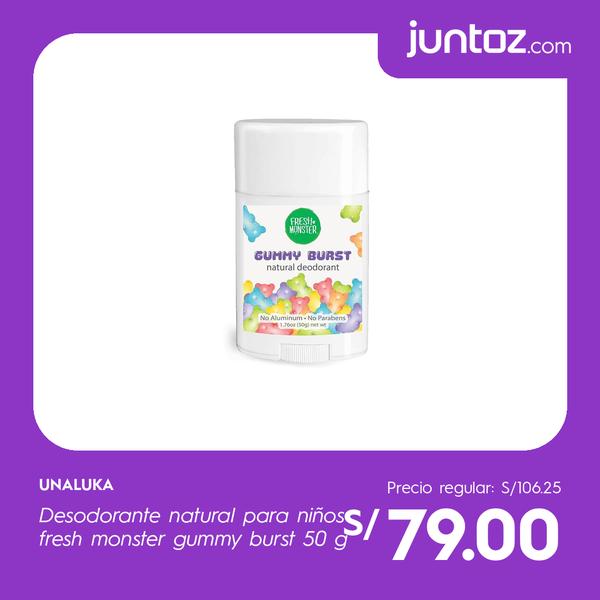 juntoz.com
FRESH
MONSTER
GUMMY BURST
natural deodorant
No Aluminum • No Parabens
1.76oz (50g) net wt
UNALUKA
Precio regular: S/106.25
Desodorante natural para niños
fresh monster gummy burst 50 g
S/79.00